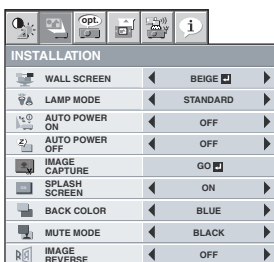 opt.
i
INSTALLATION
WALL SCREEN BEIGE
LAMP MODE STANDARD
AUTO POWER
ON OFF
AUTO POWER
OFF OFF
IMAGE
CAPTURE GO
SPLASH
SCREEN ON
BACK COLOR BLUE
MUTE MODE BLACK
IMAGE
REVERSE OFF